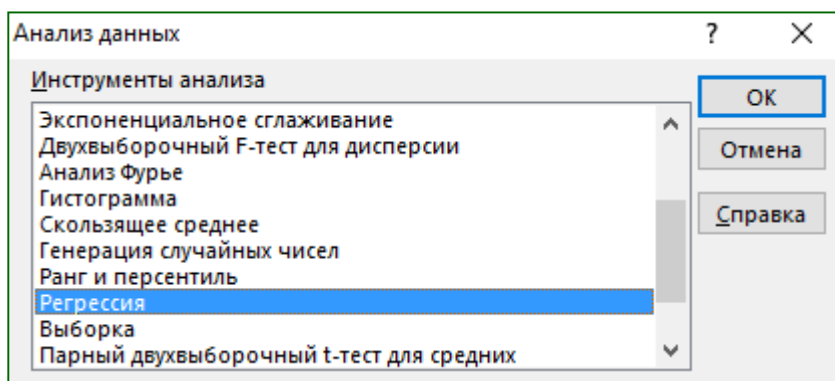 Анализ данных ?
Инструменты анализа
Экспоненциальное сглаживание
Двухвыборочный F-тест для дисперсии
Анализ Фурье
Гистограмма
Скользящее среднее
Генерация случайных чисел
Ранг и персентиль
Регрессия
Выборка
Парный двухвыборочный t-тест для средних
ОК
Отмена
Справка